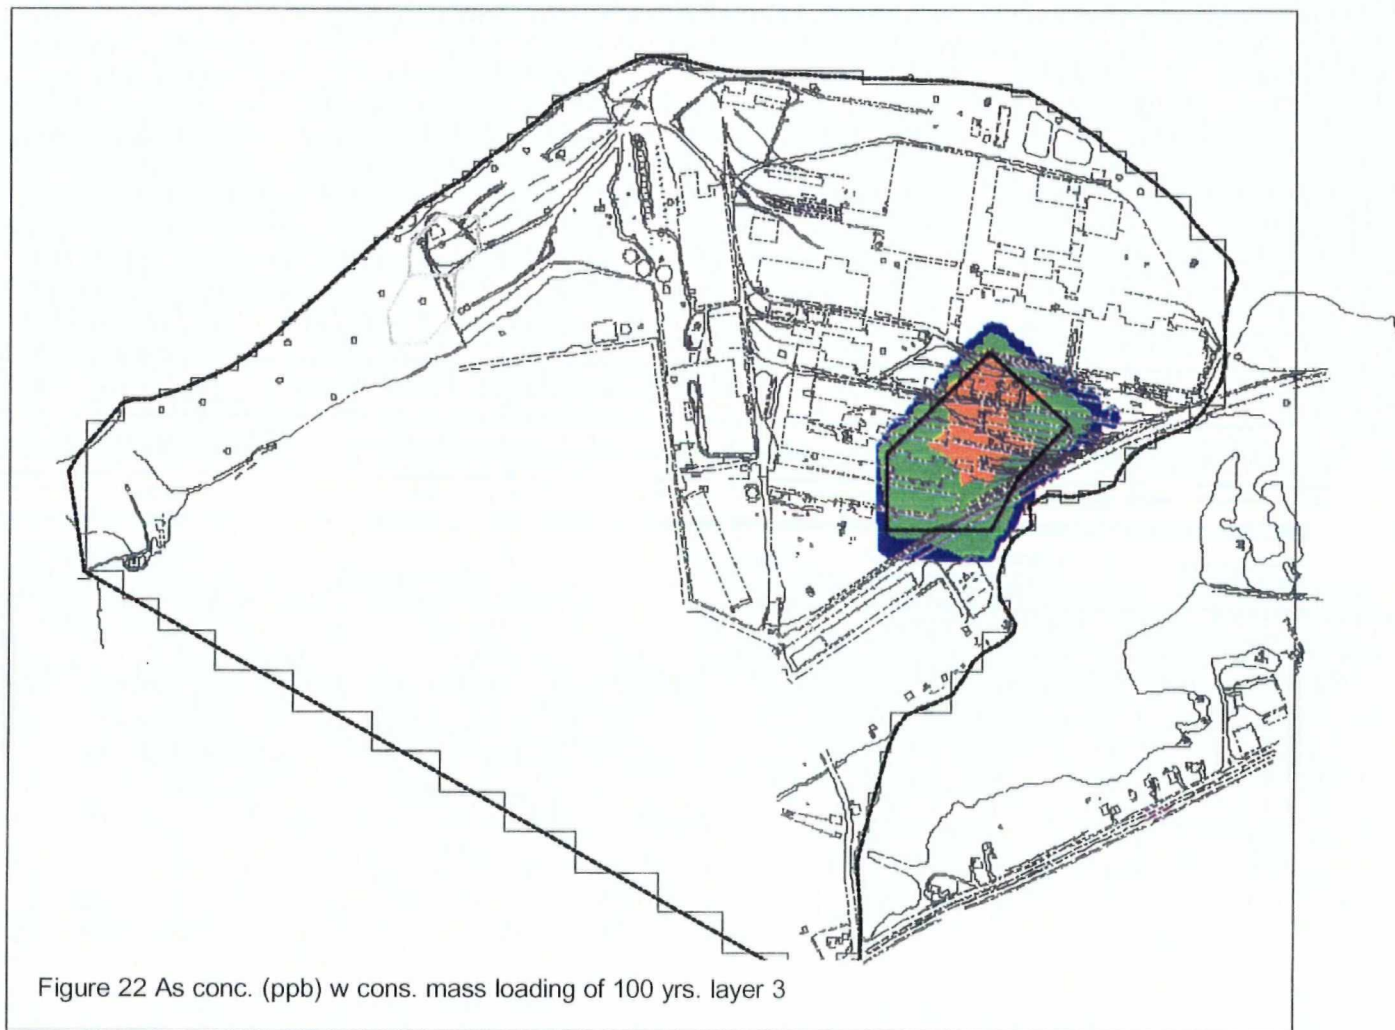 Figure 22 As conc. (ppb) w cons. mass loading of 100 yrs. layer 3